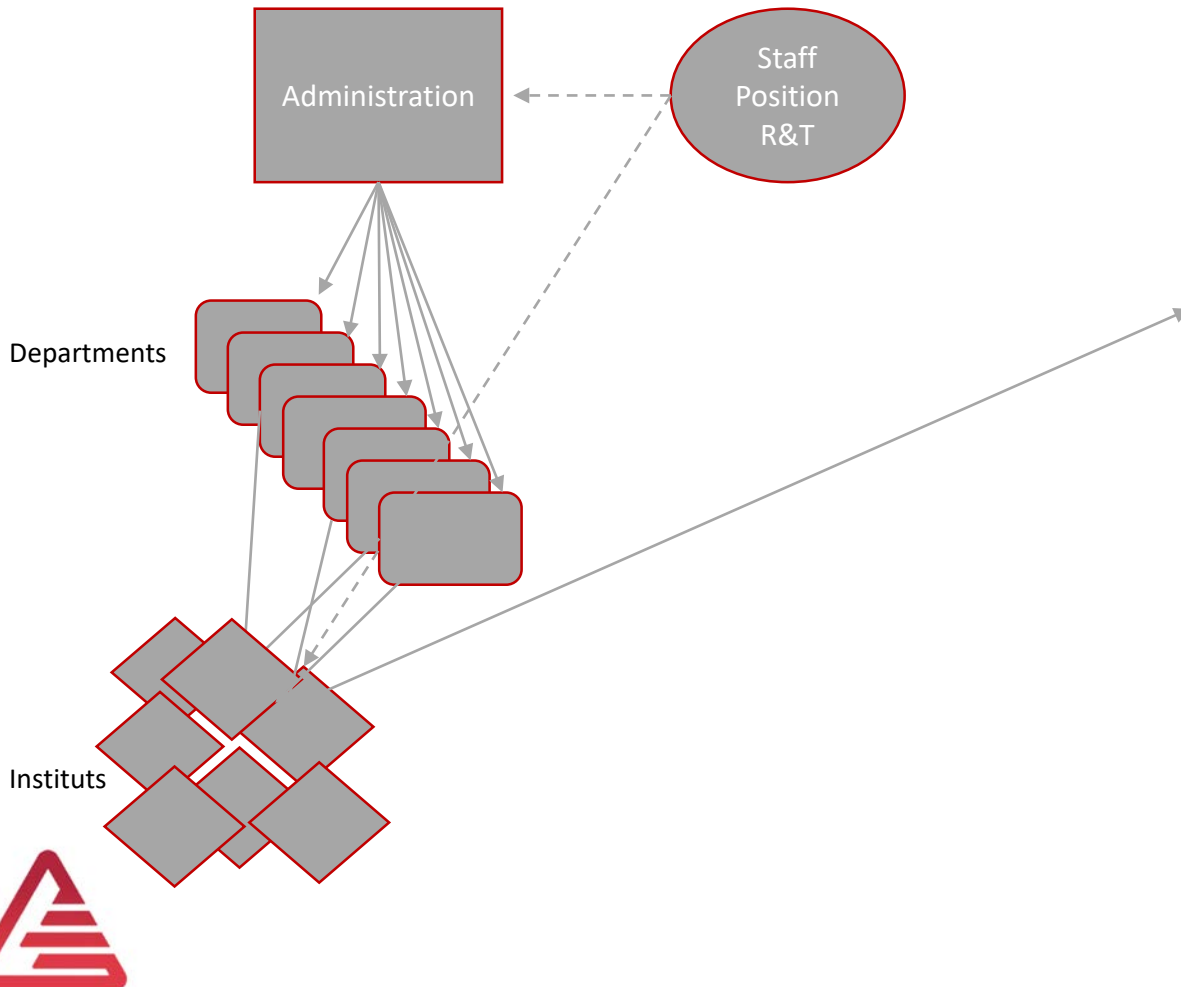 Administration
Staff
Position
R&T
Departments
Instituts